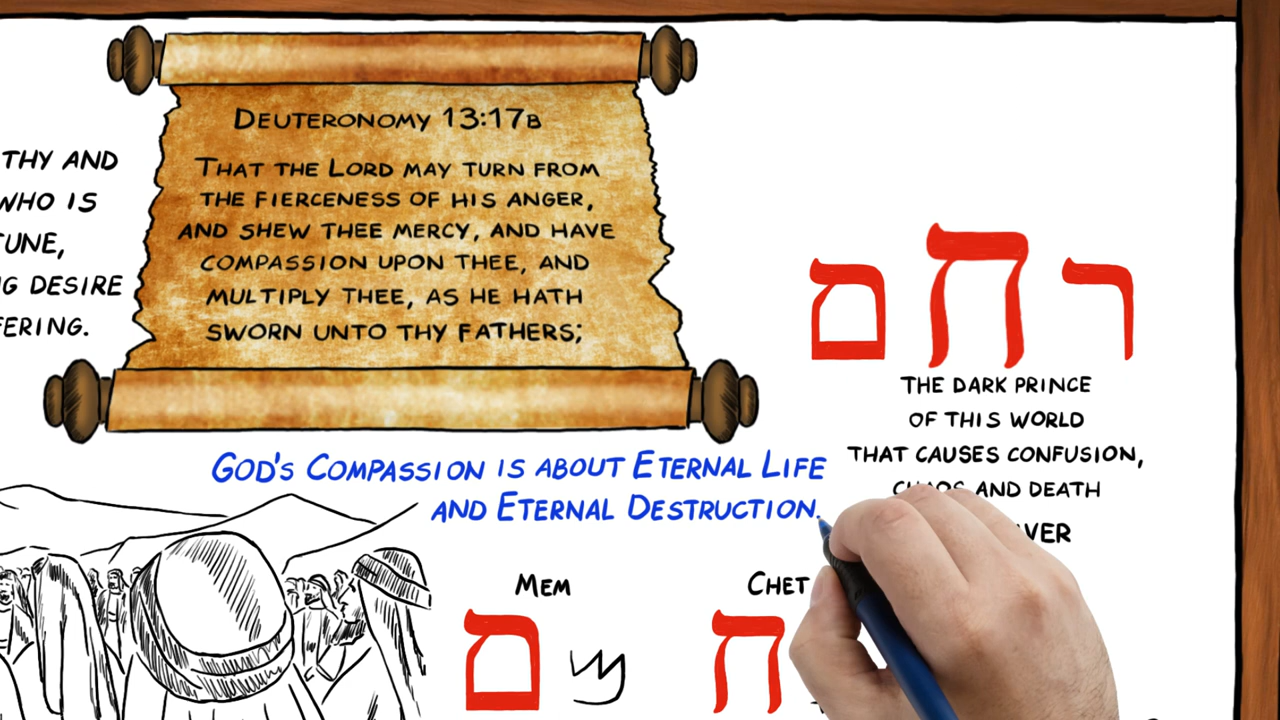 THY AND
WHO IS
TUNE,
G DESIRE
FERING.
DEUTERONOMY 13:17B
THAT THE LORD MAY TURN FROM
THE FIERCENESS OF HIS ANGER,
AND SHEW THEE MERCY, AND HAVE
COMPASSION UPON THEE, AND
MULTIPLY THEE, AS HE HATH
SWORN UNTO THY FATHERS;
GOD'S COMPASSION IS ABOUT ETERNAL LIFE
AND ETERNAL DESTRUCTION.
רחם
THE DARK PRINCE
OF THIS WORLD
THAT CAUSES CONFUSION,
CHAOS AND DEATH
VER
MEM
CHET
ם
ח